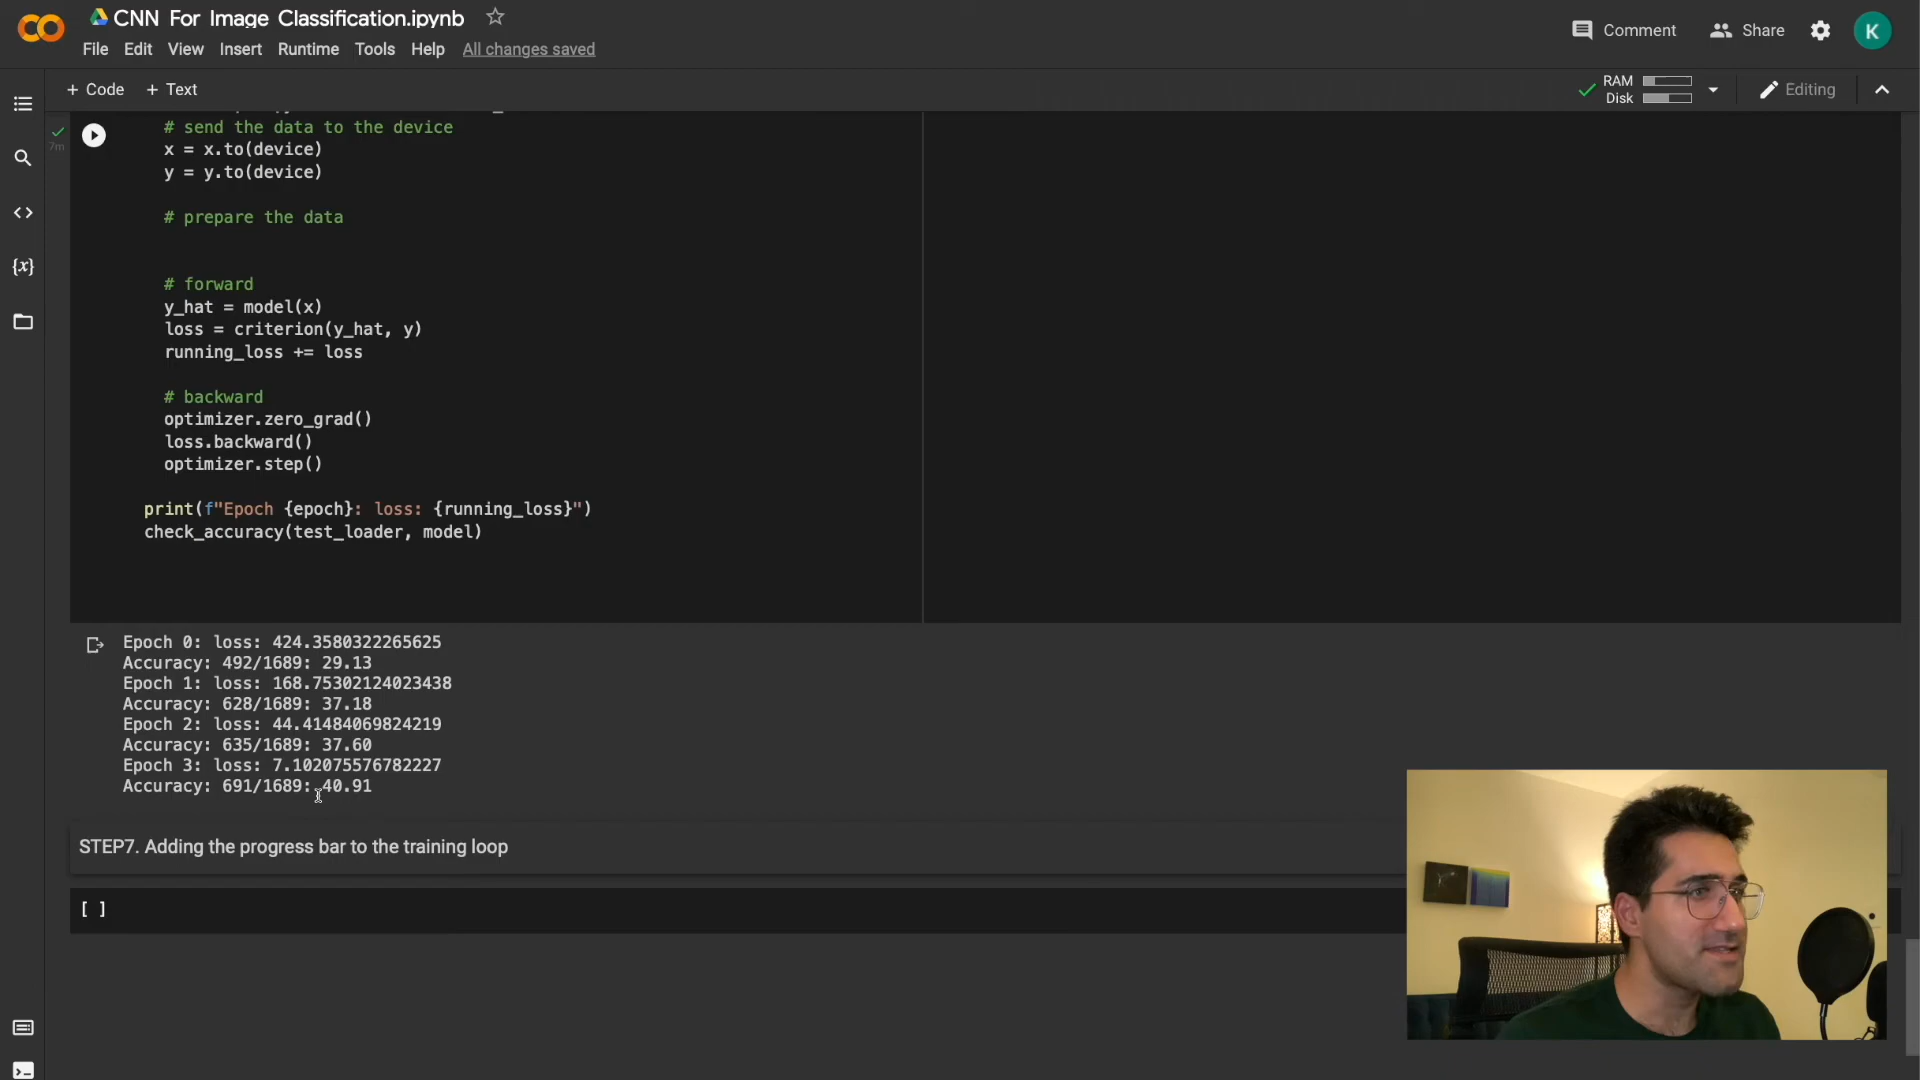 CNN For Image Classification.ipynb
File Edit View Insert Runtime Tools Help All changes saved
Comment Share K
+ Code + Text
RAM
Disk
Editing
7m
# send the data to the device
x = x.to(device)
y = y.to(device)
# prepare the data
# forward
y_hat = model(x)
loss = criterion(y_hat, y)
running_loss += loss
# backward
optimizer.zero_grad()
loss.backward()
optimizer.step()
print(f"Epoch {epoch}: loss: {running_loss}")
check_accuracy(test_loader, model)
Epoch 0: loss: 424.3580322265625
Accuracy: 492/1689: 29.13
Epoch 1: loss: 168.75302124023438
Accuracy: 628/1689: 37.18
Epoch 2: loss: 44.41484069824219
Accuracy: 635/1689: 37.60
Epoch 3: loss: 7.102075576782227
Accuracy: 691/1689: 40.91
STEP7. Adding the progress bar to the training loop
[ ]